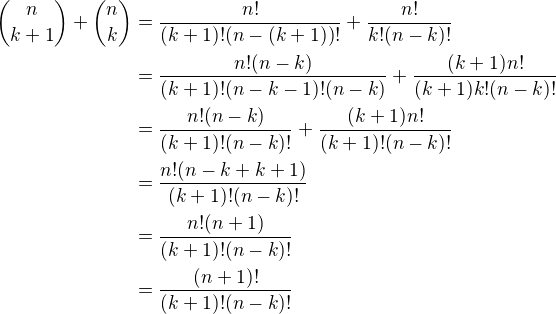 \binom{n}{k+1} + \binom{n}{k} = \frac{n!}{(k+1)!(n-(k+1))!} + \frac{n!}{k!(n-k)!}
= \frac{n!(n-k)}{(k+1)!(n-k-1)!(n-k)} + \frac{(k+1)n!}{(k+1)k!(n-k)!}
= \frac{n!(n-k)}{(k+1)!(n-k)!} + \frac{(k+1)n!}{(k+1)!(n-k)!}
= \frac{n!(n-k+k+1)}{(k+1)!(n-k)!}
= \frac{n!(n+1)}{(k+1)!(n-k)!}
= \frac{(n+1)!}{(k+1)!(n-k)!}